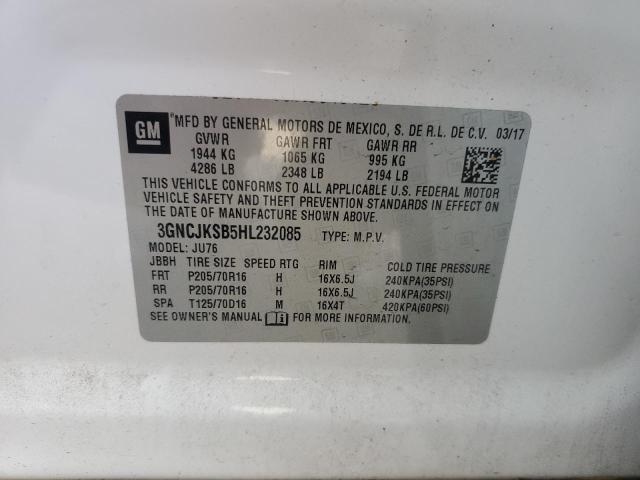 GM
®MFD BY GENERAL MOTORS DE MEXICO, S. DE R.L. DE C.V. 03/17
GVWR GAWR FRT GAWR RR
1944 KG 1065 KG 995 KG
4286 LB 2348 LB 2194 LB
THIS VEHICLE CONFORMS TO ALL APPLICABLE U.S. FEDERAL MOTOR
VEHICLE SAFETY AND THEFT PREVENTION STANDARDS IN EFFECT ON
THE DATE OF MANUFACTURE SHOWN ABOVE.
3GNCJKSB5HL232085 TYPE: M.P.V.
MODEL: JU76
JBBH TIRE SIZE SPEED RTG RIM COLD TIRE PRESSURE
FRT P205/70R16 H 16X6.5J 240KPA(35PSI)
RR P205/70R16 H 16X6.5J 240KPA(35PSI)
SPA T125/70D16 M 16X4T 420KPA(60PSI)
SEE OWNER'S MANUAL FOR MORE INFORMATION.